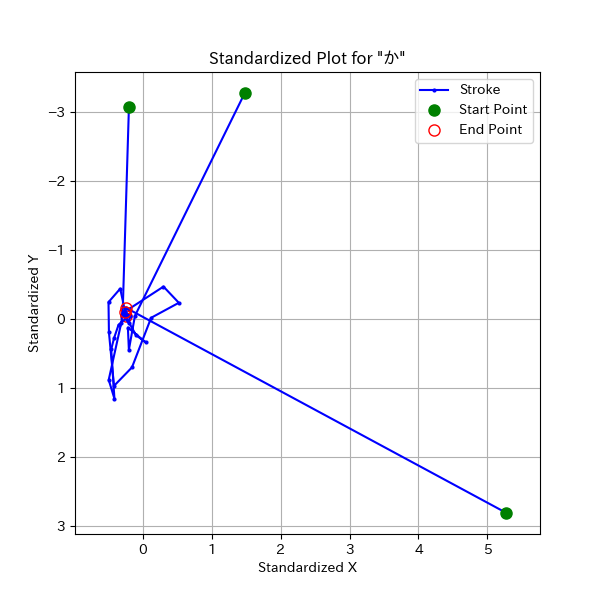 Standardized Plot for "か"
Stroke
Start Point
End Point
−3
−2
−1
0
1
2
3
Standardized Y
0
1
2
3
4
5
Standardized X